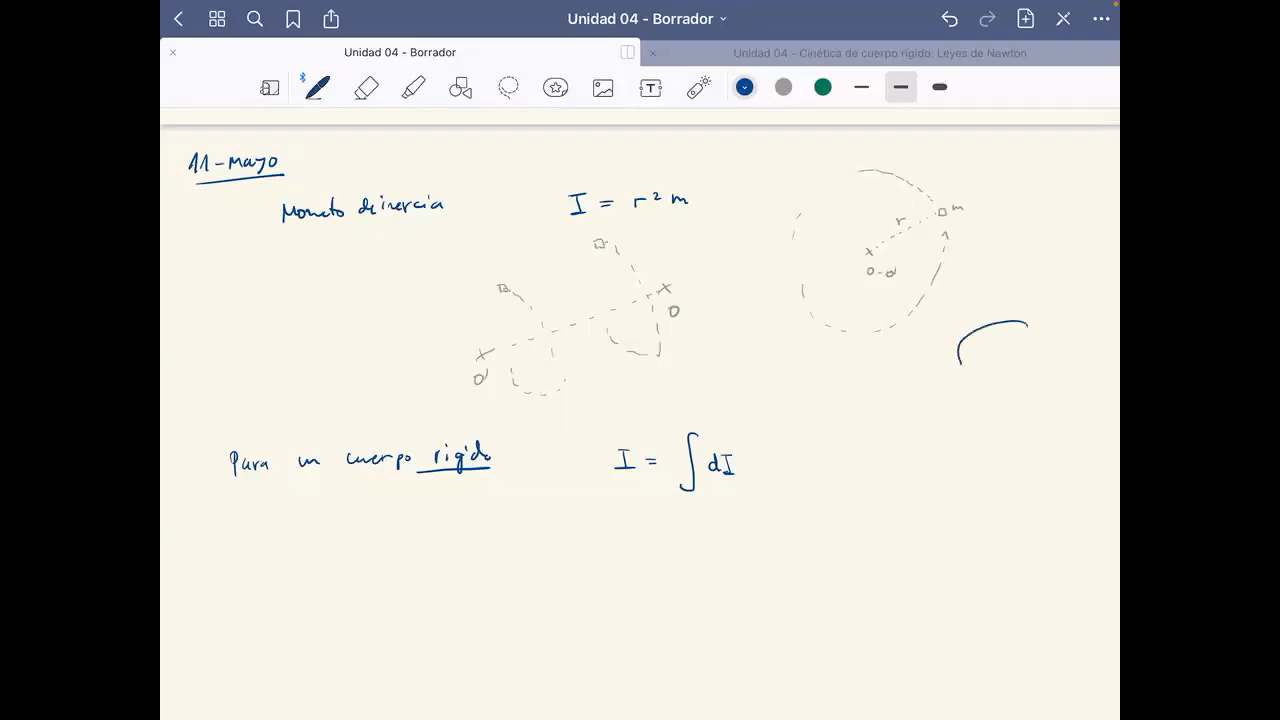 Unidad 04 - Borrador
Unidad 04 - Borrador
Unidad 04 - Cinética de cuerpo rígido: Leyes de Newton
11-Mayo
Momento de inercia
I = r² m
m
r
O-O'
O
O'
Para un cuerpo rígido
I = ∫ dI